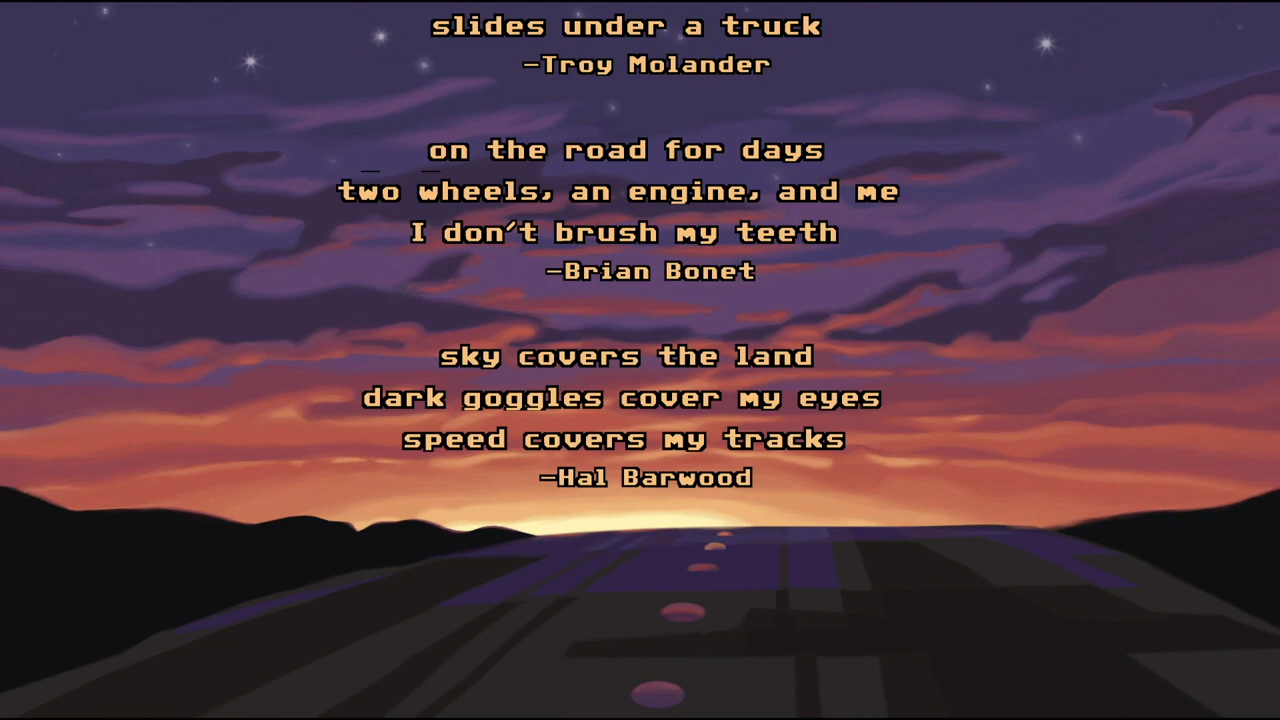 slides under a truck
-Troy Molander
on the road for days
two wheels, an engine, and me
I don't brush my teeth
-Brian Bonet
sky covers the land
dark goggles cover my eyes
speed covers my tracks
-Hal Barwood